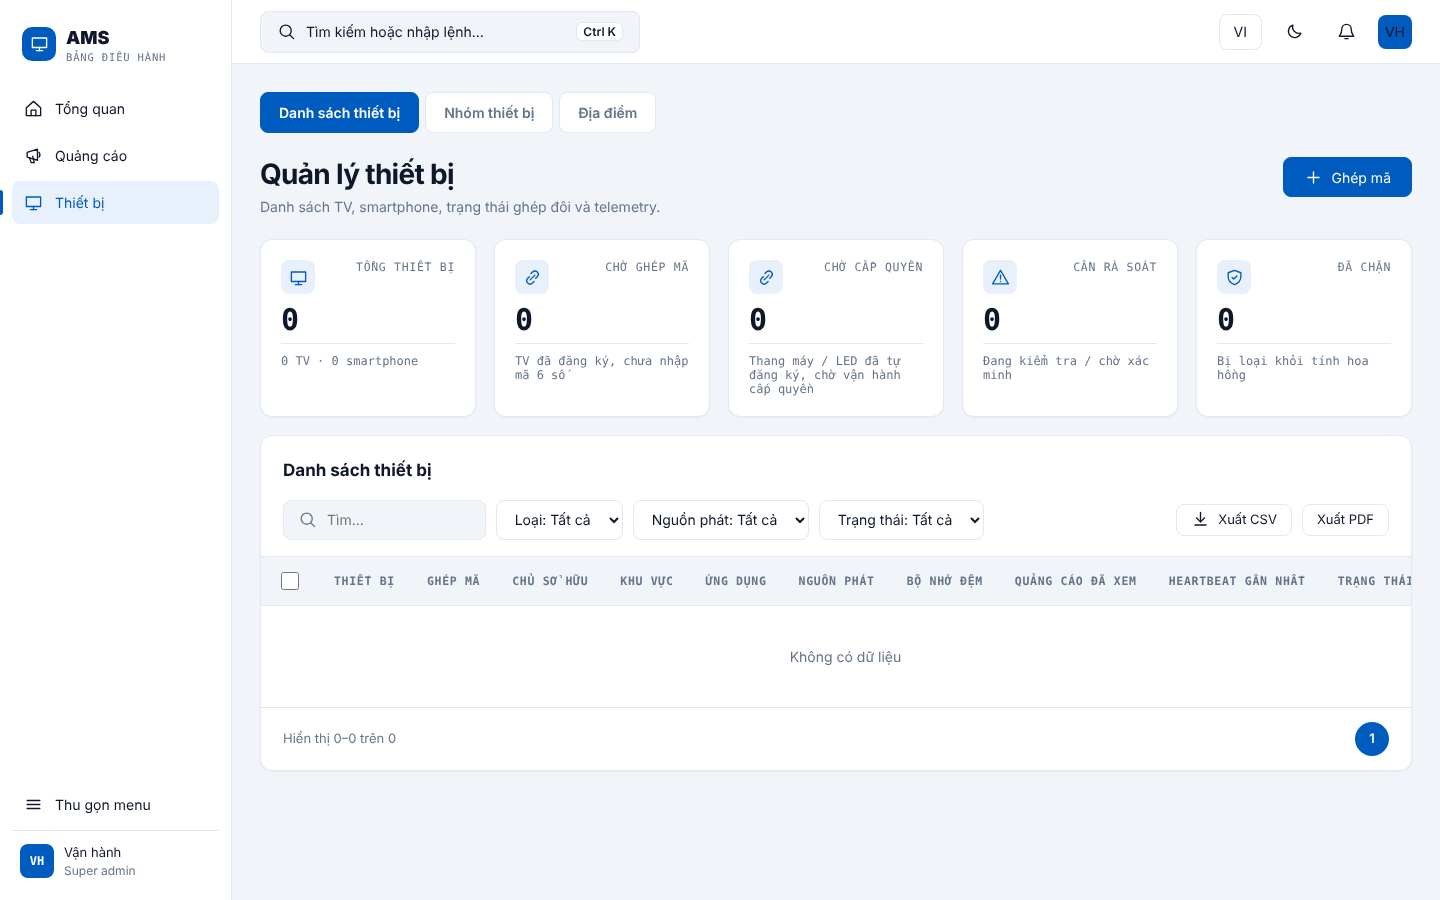 AMS
BẢNG ĐIỀU HÀNH
Tổng quan
Quảng cáo
Thiết bị
Thu gọn menu
VH
Vận hành
Super admin
Tìm kiếm hoặc nhập lệnh...
Ctrl K
VI
VH
Danh sách thiết bị
Nhóm thiết bị
Địa điểm
Quản lý thiết bị
Danh sách TV, smartphone, trạng thái ghép đôi và telemetry.
Ghép mã
TỔNG THIẾT BỊ
0
0 TV · 0 smartphone
CHỜ GHÉP MÃ
0
TV đã đăng ký, chưa nhập
mã 6 số
CHỜ CẤP QUYỀN
0
Thang máy / LED đã tự
đăng ký, chờ vận hành
cấp quyền
CẦN RÀ SOÁT
0
Đang kiểm tra / chờ xác
minh
ĐÃ CHẶN
0
Bị loại khỏi tính hoa
hồng
Danh sách thiết bị
Tìm...
Loại: Tất cả
Nguồn phát: Tất cả
Trạng thái: Tất cả
Xuất CSV
Xuất PDF
THIẾT BỊ
GHÉP MÃ
CHỦ SỞ HỮU
KHU VỰC
ỨNG DỤNG
NGUỒN PHÁT
BỘ NHỚ ĐỆM
QUẢNG CÁO ĐÃ XEM
HEARTBEAT GẦN NHẤT
TRẠNG THÁI
Không có dữ liệu
Hiển thị 0–0 trên 0
1